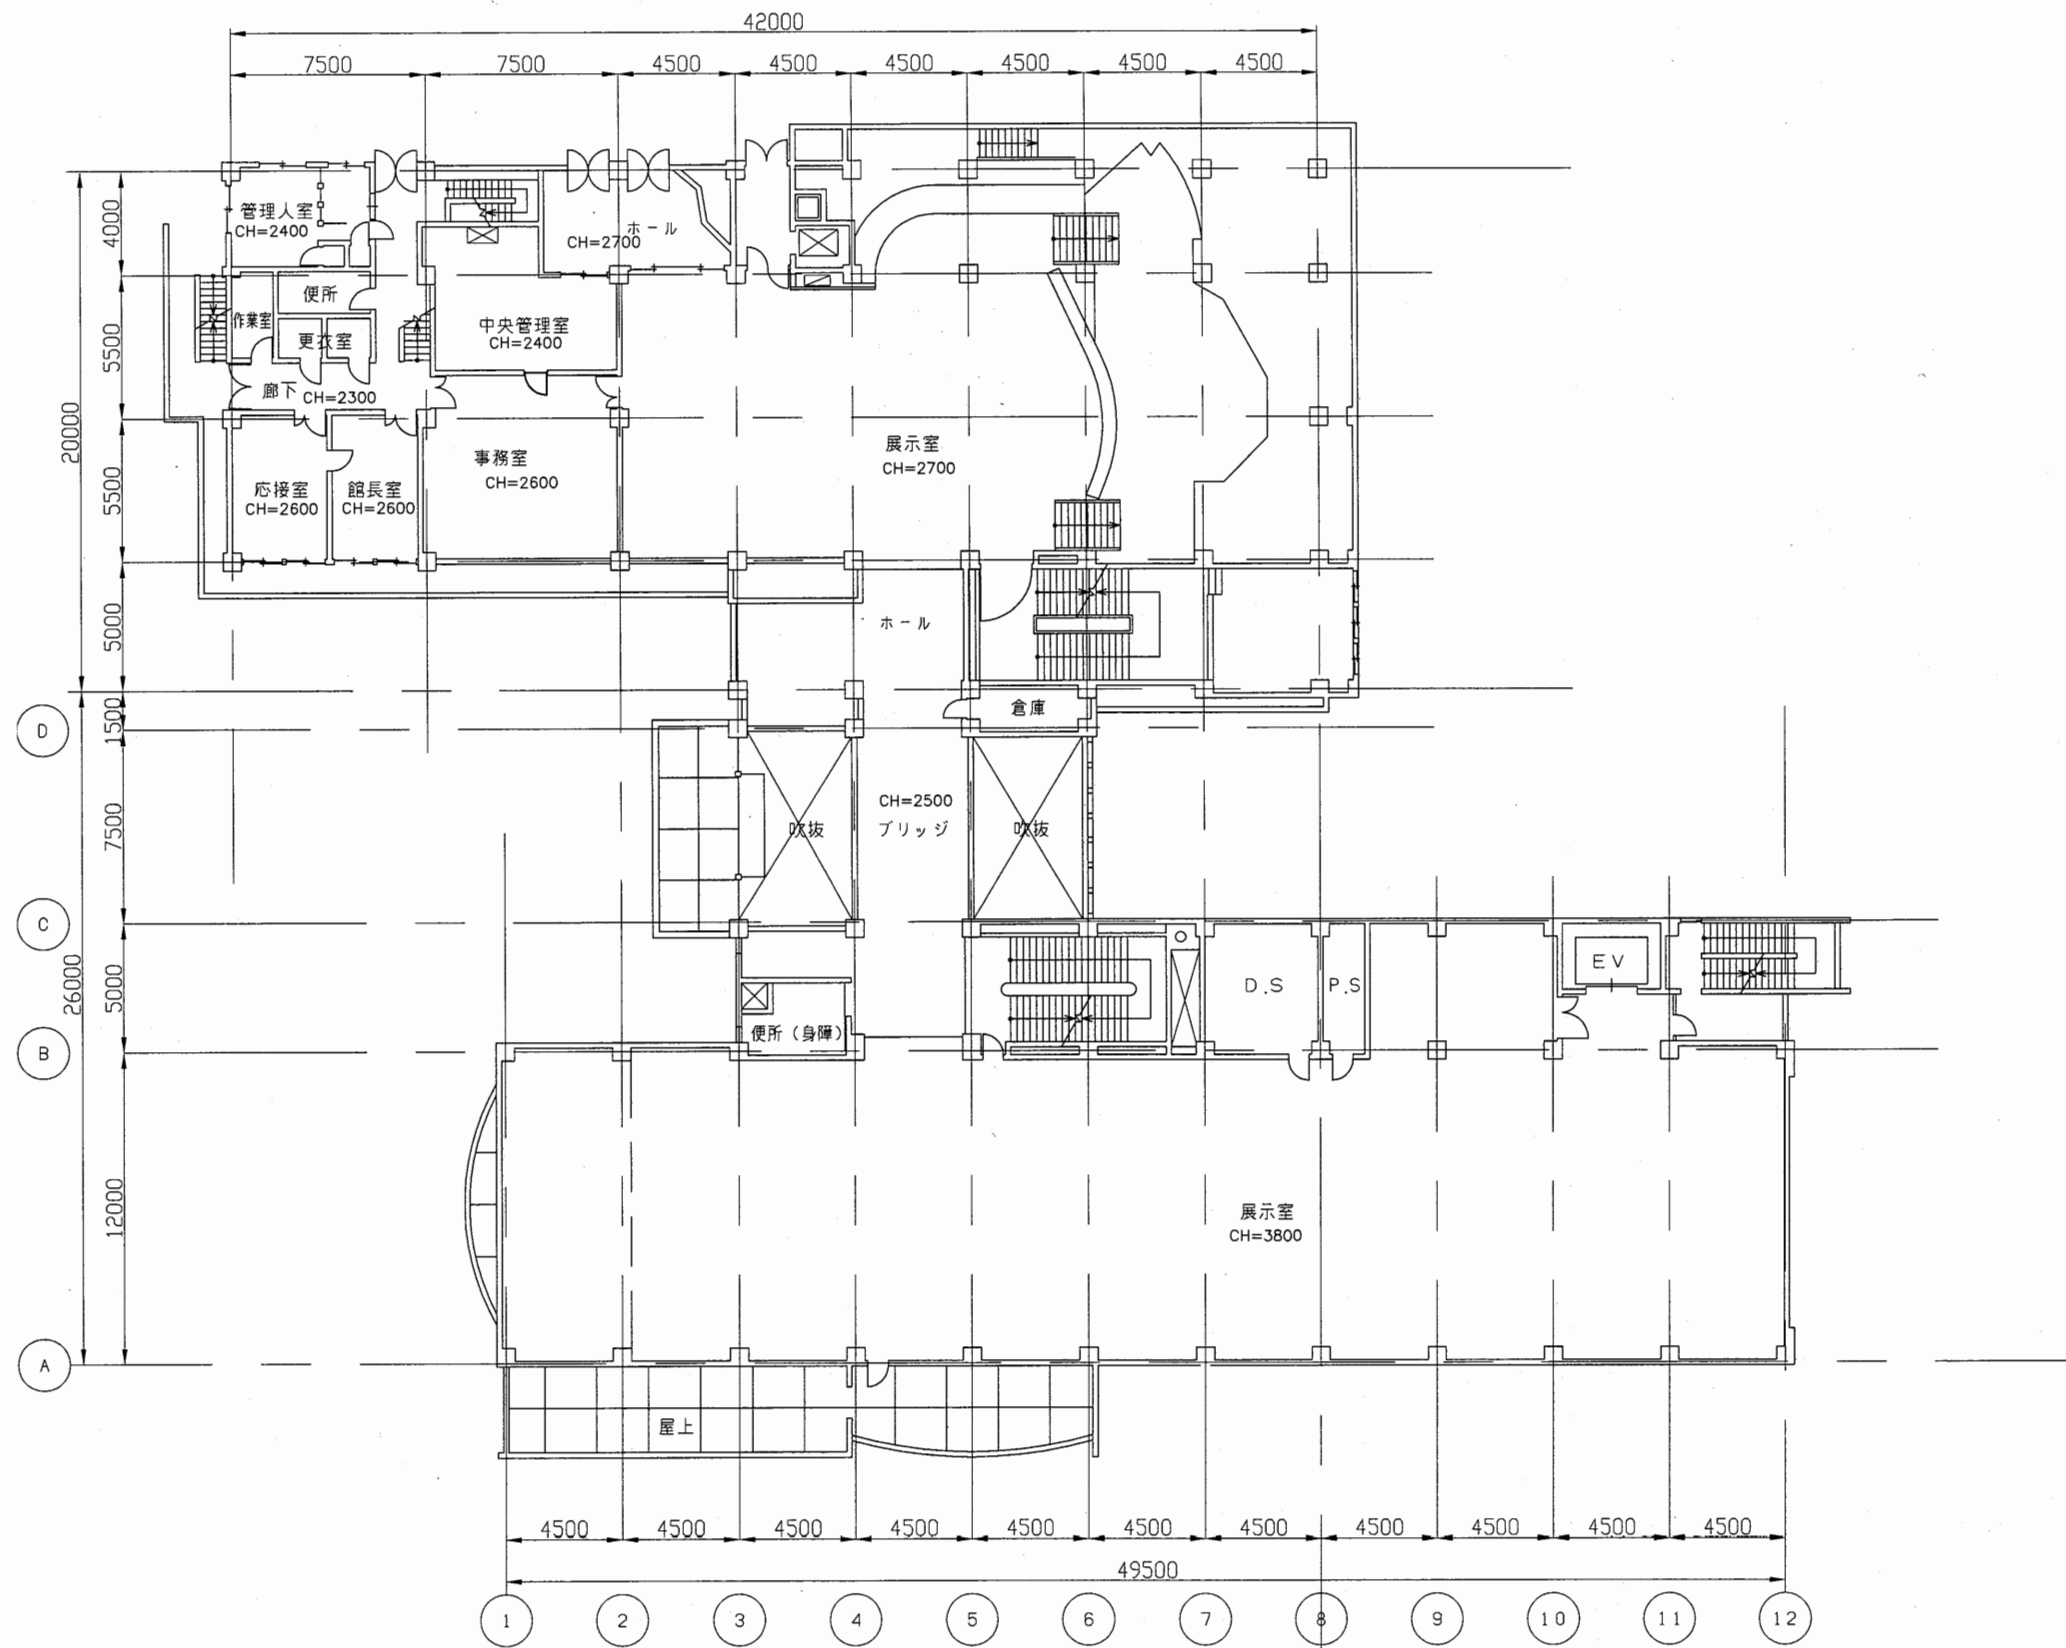 42000
7500
7500
4500
4500
4500
4500
4500
4500
管理人室
CH=2400
ホール
CH=2700
4000
便所
作業室
更衣室
中央管理室
CH=2400
5500
廊下
CH=2300
20000
展示室
CH=2700
事務室
CH=2600
5500
応接室
CH=2600
館長室
CH=2600
5000
ホール
1500
倉庫
D
7500
CH=2500
ブリッジ
吹抜
吹抜
C
26000
5000
D.S
P.S
EV
便所(身障)
B
12000
展示室
CH=3800
A
屋上
4500
4500
4500
4500
4500
4500
4500
4500
4500
4500
4500
49500
1
2
3
4
5
6
7
8
9
10
11
12